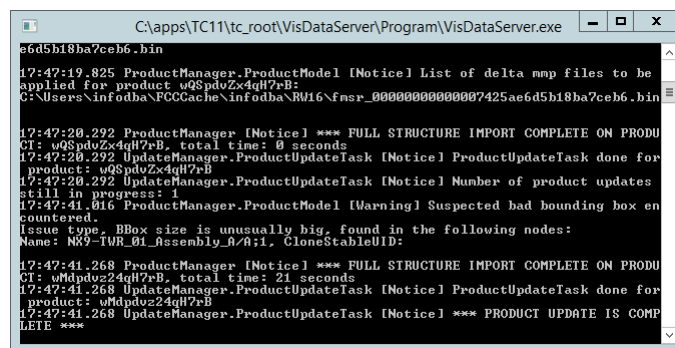 C:\apps\TC11\tc_root\VisDataServer\Program\VisDataServer.exe
e6d5b18ba7ceb6.bin
17:47:19.825 ProductManager.ProductModel [Notice] List of delta mmp files to be
applied for product wQSpdvZx4qH7rB:
C:\Users\infodba\FCCCache\infodba\RW16\fmsr_00000000000007425ae6d5b18ba7ceb6.bin
17:47:20.292 ProductManager [Notice] *** FULL STRUCTURE IMPORT COMPLETE ON PRODU
CT: wQSpdvZx4qH7rB, total time: 0 seconds
17:47:20.292 UpdateManager.ProductUpdateTask [Notice] ProductUpdateTask done for
product: wQSpdvZx4qH7rB
17:47:20.292 UpdateManager.ProductUpdateTask [Notice] Number of product updates
still in progress: 1
17:47:41.016 ProductManager.ProductModel [Warning] Suspected bad bounding box en
countered.
Issue type, BBox size is unusually big, found in the following nodes:
Name: NX9-TWR_01_Assembly_A/A;1, CloneStableUID:
17:47:41.268 ProductManager [Notice] *** FULL STRUCTURE IMPORT COMPLETE ON PRODU
CT: wMdpdvz24qH7rB, total time: 21 seconds
17:47:41.268 UpdateManager.ProductUpdateTask [Notice] ProductUpdateTask done for
product: wMdpdvz24qH7rB
17:47:41.268 UpdateManager.ProductUpdateTask [Notice] *** PRODUCT UPDATE IS COMP
LETE ***